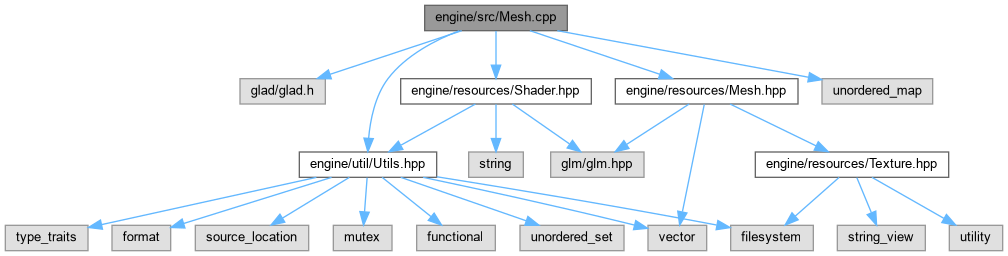 engine/src/Mesh.cpp
glad/glad.h
engine/resources/Shader.hpp
engine/resources/Mesh.hpp
unordered_map
engine/util/Utils.hpp
string
glm/glm.hpp
engine/resources/Texture.hpp
type_traits
format
source_location
mutex
functional
unordered_set
vector
filesystem
string_view
utility